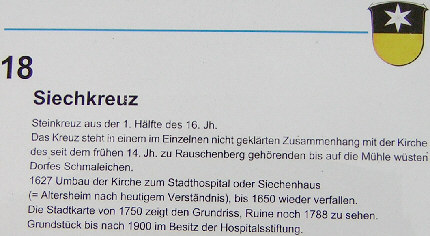 18
Siechkreuz
Steinkreuz aus der 1. Hälfte des 16. Jh.
Das Kreuz steht in einem im Einzelnen nicht geklärten Zusammenhang mit der Kirche
des seit dem frühen 14. Jh. zu Rauschenberg gehörenden bis auf die Mühle wüsten
Dorfes Schmaleichen.
1627 Umbau der Kirche zum Stadthospital oder Siechenhaus
(= Altersheim nach heutigem Verständnis), bis 1650 wieder verfallen.
Die Stadtkarte von 1750 zeigt den Grundriss, Ruine noch 1788 zu sehen.
Grundstück bis nach 1900 im Besitz der Hospitalsstiftung.